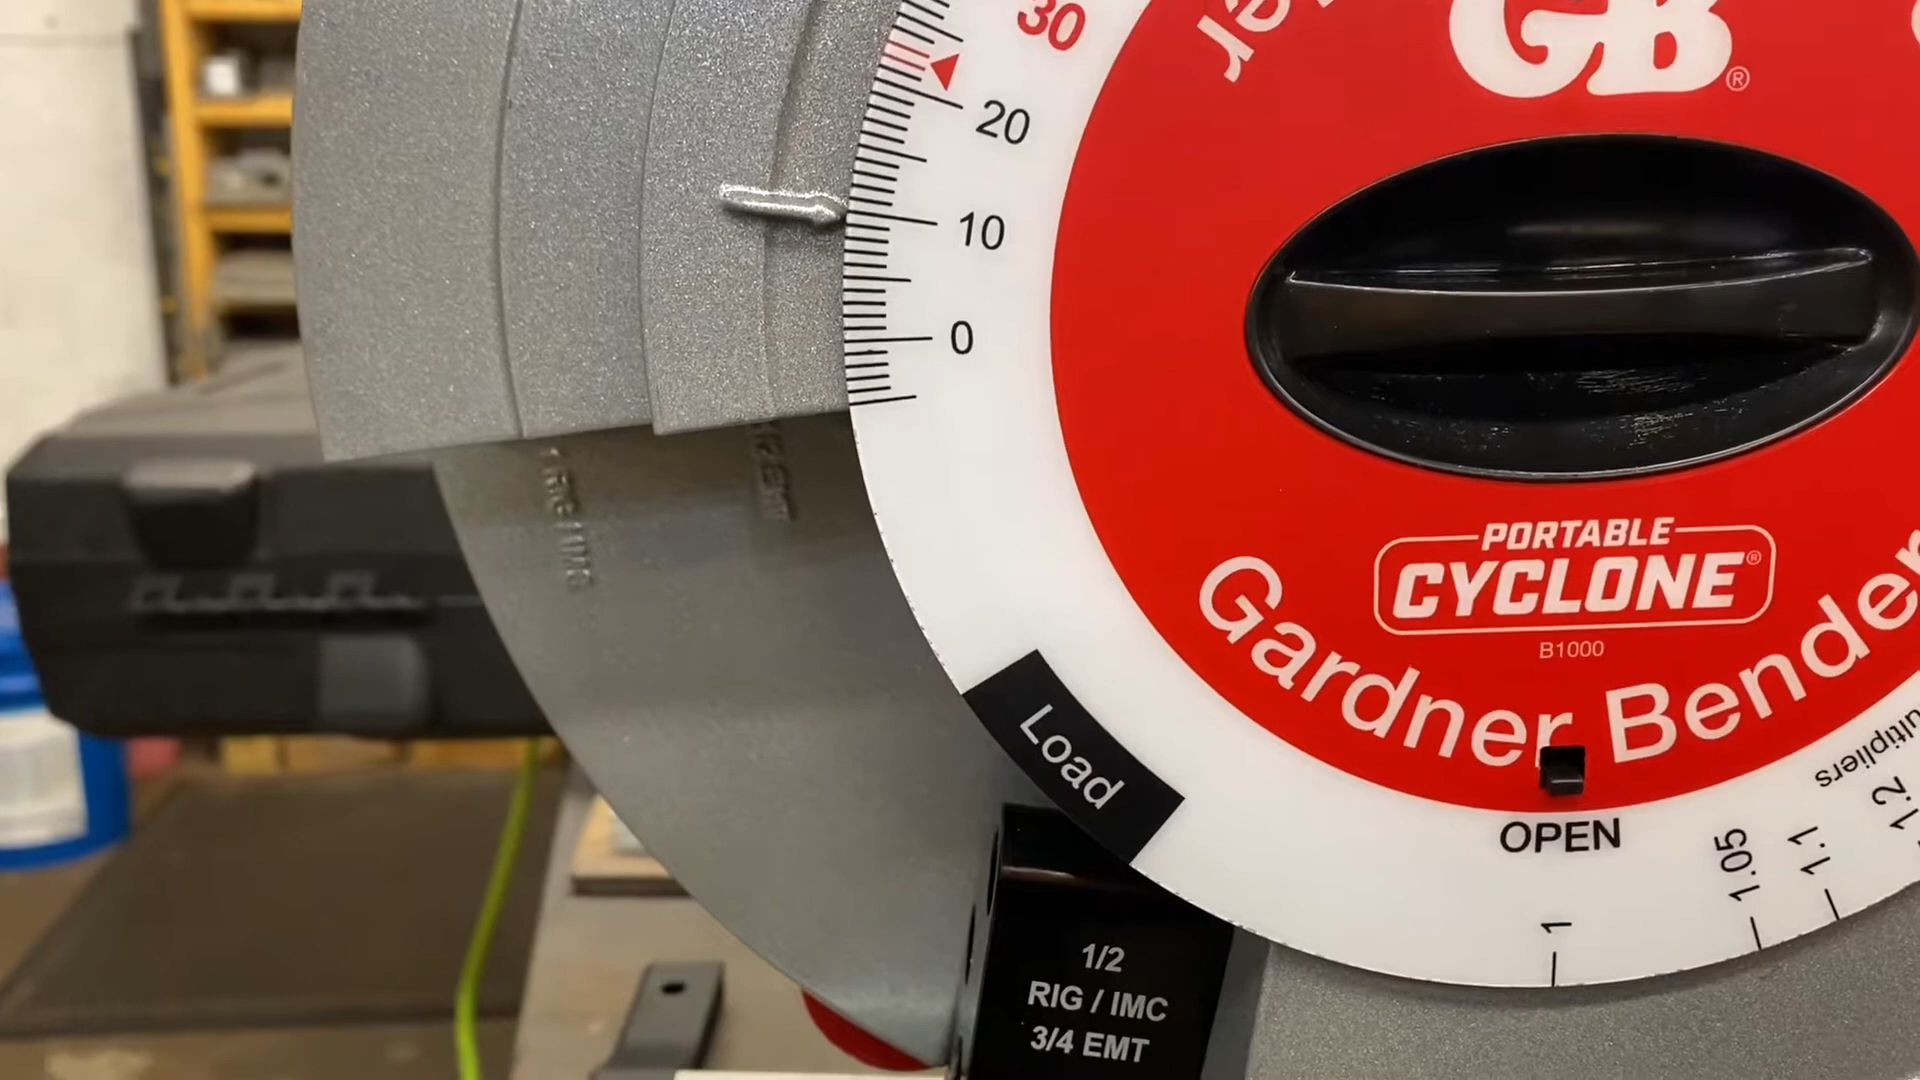 30
GB®
20
10
0
PORTABLE
CYCLONE®
B1000
Gardner Bender
Load
OPEN
1
1.05
1.1
1.2
1/2
RIG / IMC
3/4 EMT